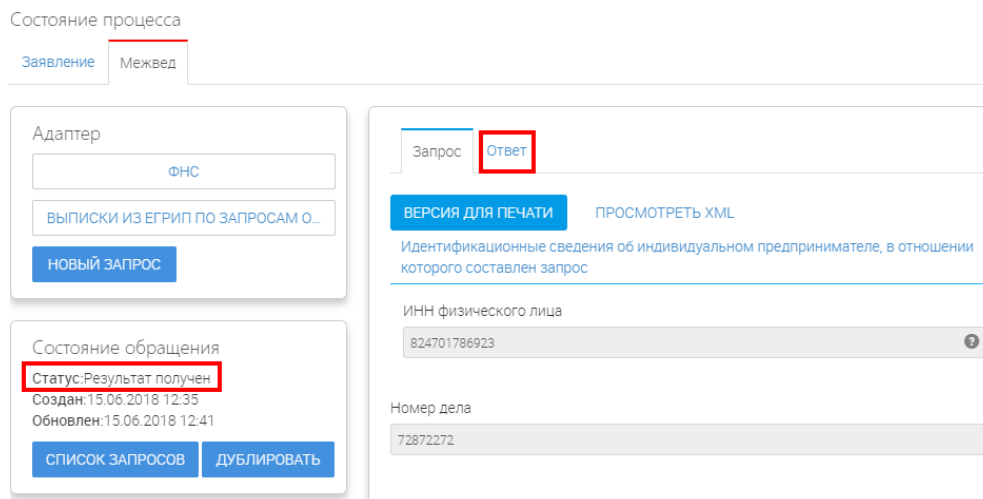 Состояние процесса
Заявление Межвед
Адаптер
ФНС
ВЫПИСКИ ИЗ ЕГРИП ПО ЗАПРОСАМ О...
НОВЫЙ ЗАПРОС
Состояние обращения
Статус:Результат получен
Создан:15.06.2018 12:35
Обновлен:15.06.2018 12:41
СПИСОК ЗАПРОСОВ ДУБЛИРОВАТЬ
Запрос Ответ
ВЕРСИЯ ДЛЯ ПЕЧАТИ ПРОСМОТРЕТЬ XML
Идентификационные сведения об индивидуальном предпринимателе, в отношении
которого составлен запрос
ИНН физического лица
824701786923
Номер дела
72872272